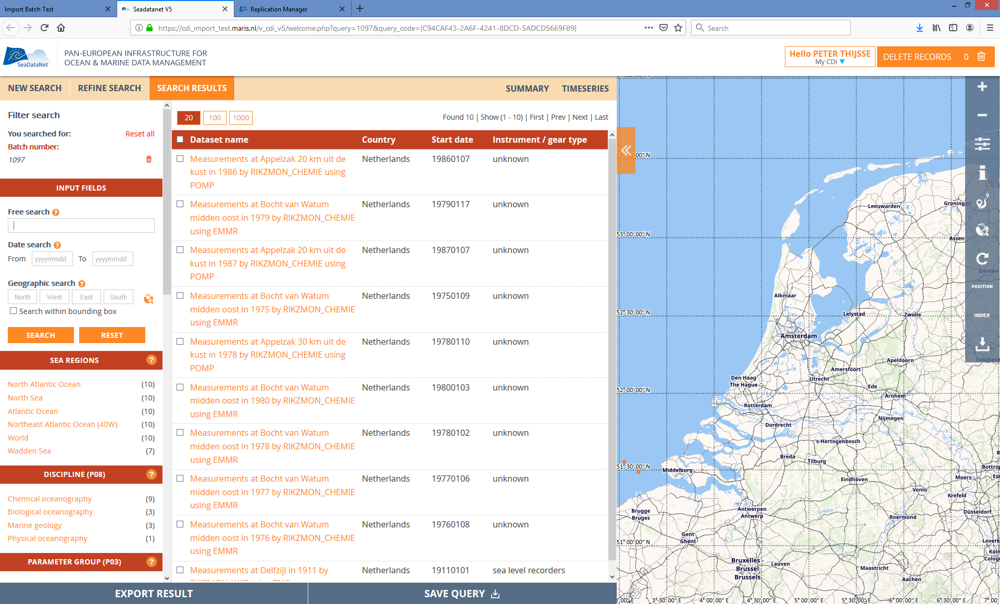 Import Batch Test
Seadatanet V5
Replication Manager
https://cdi_import_test.maris.nl/v_cdi_v5/welcome.php?query=1097&query_code={C94CAF43-2A6F-4241-8DCD-5ADCD5669F89}
Search
SeaDataNet
PAN-EUROPEAN INFRASTRUCTURE FOR
OCEAN & MARINE DATA MANAGEMENT
Hello PETER THIJSSE
My CDI
DELETE RECORDS 0
NEW SEARCH
REFINE SEARCH
SEARCH RESULTS
SUMMARY
TIMESERIES
Filter search
You searched for:
Reset all
Batch number:
1097
INPUT FIELDS
Free search ?
Date search ?
From yyyymmdd To yyyymmdd
Geographic search ?
North West East South
Search within bounding box
SEARCH RESET
SEA REGIONS ?
North Atlantic Ocean (10)
North Sea (10)
Atlantic Ocean (10)
Northeast Atlantic Ocean (40W) (10)
World (10)
Wadden Sea (7)
DISCIPLINE (P08) ?
Chemical oceanography (9)
Biological oceanography (3)
Marine geology (3)
Physical oceanography (1)
PARAMETER GROUP (P03) ?
20 100 1000
Found 10 | Show (1 - 10) | First | Prev | Next | Last
Dataset name Country Start date Instrument / gear type
Measurements at Appelzak 20 km uit de Netherlands 19860107 unknown
kust in 1986 by RIKZMON_CHEMIE using
POMP
Measurements at Bocht van Watum Netherlands 19790117 unknown
midden oost in 1979 by RIKZMON_CHEMIE
using EMMR
Measurements at Appelzak 20 km uit de Netherlands 19870107 unknown
kust in 1987 by RIKZMON_CHEMIE using
POMP
Measurements at Bocht van Watum Netherlands 19750109 unknown
midden oost in 1975 by RIKZMON_CHEMIE
using EMMR
Measurements at Appelzak 30 km uit de Netherlands 19780110 unknown
kust in 1978 by RIKZMON_CHEMIE using
POMP
Measurements at Bocht van Watum Netherlands 19800103 unknown
midden oost in 1980 by RIKZMON_CHEMIE
using EMMR
Measurements at Bocht van Watum Netherlands 19780102 unknown
midden oost in 1978 by RIKZMON_CHEMIE
using EMMR
Measurements at Bocht van Watum Netherlands 19770106 unknown
midden oost in 1977 by RIKZMON_CHEMIE
using EMMR
Measurements at Bocht van Watum Netherlands 19760108 unknown
midden oost in 1976 by RIKZMON_CHEMIE
using EMMR
Measurements at Delfzijl in 1911 by Netherlands 19110101 sea level recorders
EXPORT RESULT
SAVE QUERY
Groningen
Leeuwarden
53° 00' 00" N
Assen
Emmen
POSITION
Alkmaar
52° 30' 00" N
Lelystad
Zwolle
INDEX
Amsterdam
Enschede
Apeldoorn
Amersfoort
Den Haag
The Hague
Utrecht
52° 00' 00" N
Ede
Arnhem
Rotterdam
Nijmegen
Dordrecht
's-Hertogenbosch
Breda
Tilburg
51° 30' 00" N
Middelburg
Moers
Eindhoven
Venlo
Krefeld
Brugge
Bruges
Antwerpen
Antwerp
Düsseldorf
Roermond
Gent
Ghent
51° 00' 00" N
Bruxelles -
Brussel
Brussels
Leuven
Maastricht
Aachen
3° 30' 00" E
4° 00' 00" E
4° 30' 00" E
5° 00' 00" E
5° 30' 00" E
6° 00' 00" E
6° 30' 00" E